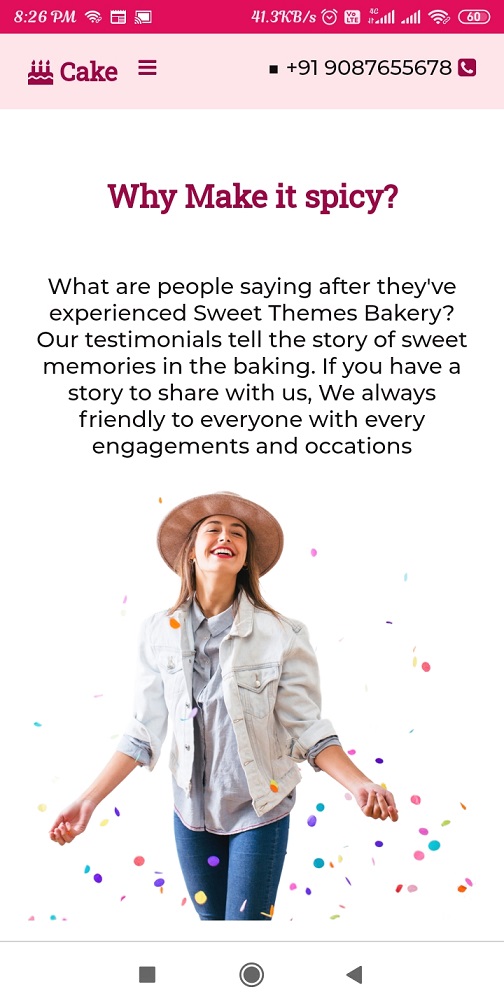 8:26 PM 41.3KB/s Vo LTE 4G 60
Cake +91 9087655678
Why Make it spicy?
What are people saying after they've
experienced Sweet Themes Bakery?
Our testimonials tell the story of sweet
memories in the baking. If you have a
story to share with us, We always
friendly to everyone with every
engagements and occations